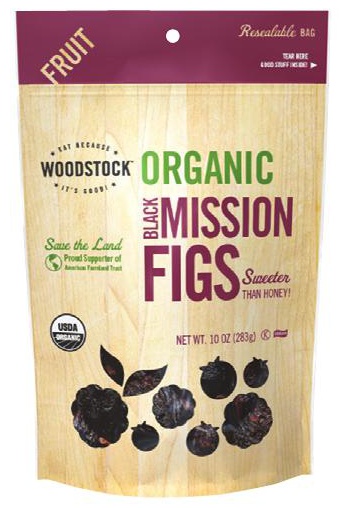 Resealable BAG
FRUIT
TEAR HERE
GOOD STUFF INSIDE!
EAT BECAUSE
WOODSTOCK
IT'S GOOD!
ORGANIC
BLACK
MISSION
FIGS
Sweeter
THAN HONEY!
Save the Land
Proud Supporter of
American Farmland Trust
USDA
ORGANIC
NET WT. 10 OZ (283g)
K